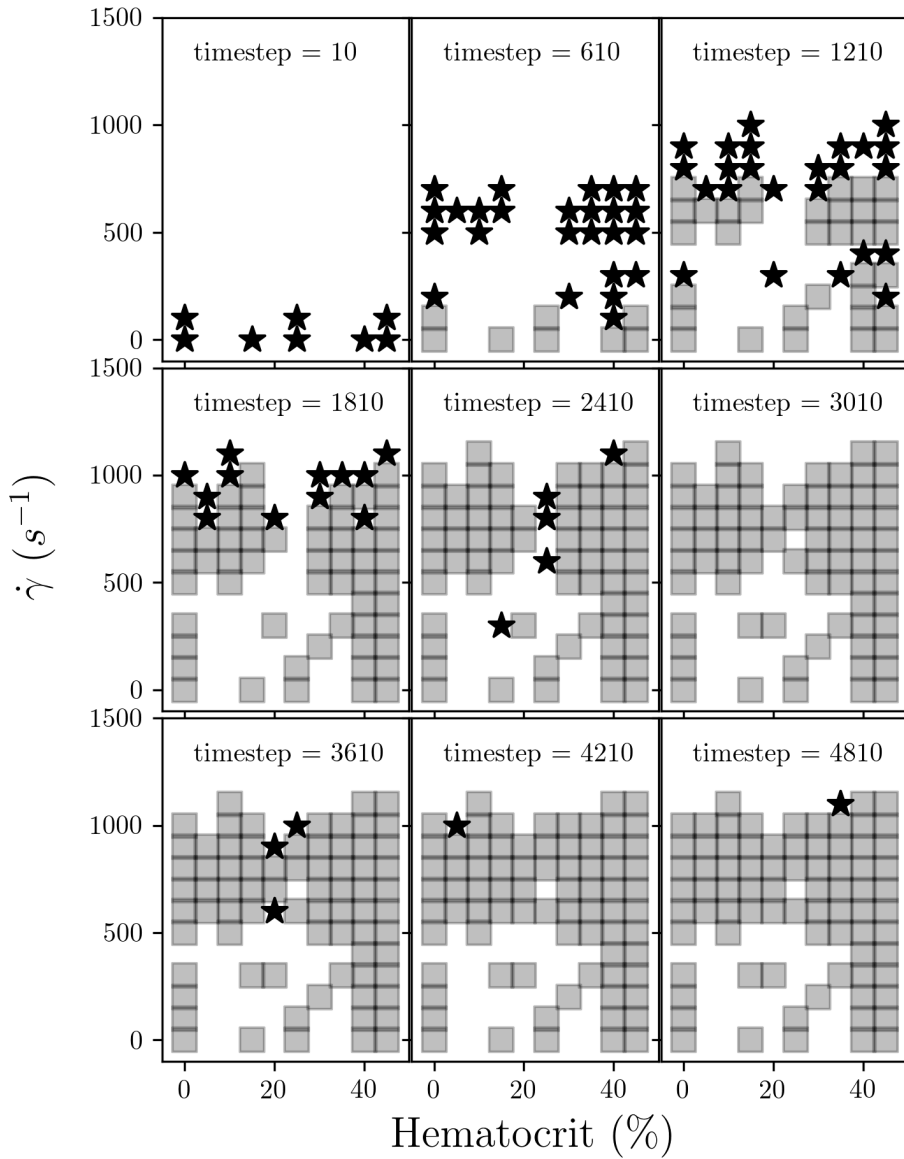 1500
timestep = 10
timestep = 610
timestep = 1210
1000
500
0
1500
timestep = 1810
timestep = 2410
timestep = 3010
1000
500
0
γ̇ (s⁻¹)
1500
timestep = 3610
timestep = 4210
timestep = 4810
1000
500
0
0 20 40 0 20 40 0 20 40
Hematocrit (%)